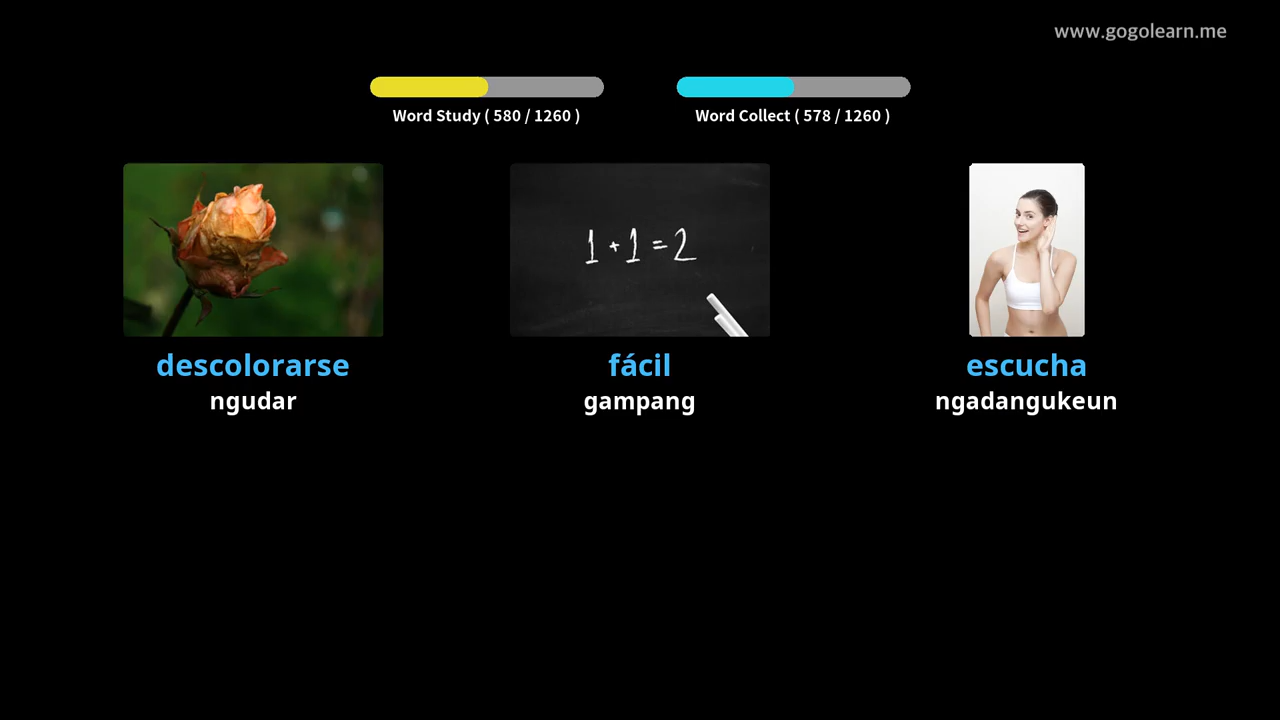 www.gogolearn.me
Word Study ( 580 / 1260 )
Word Collect ( 578 / 1260 )
1 + 1 = 2
descolorarse
fácil
escucha
ngudar
gampang
ngadangukeun